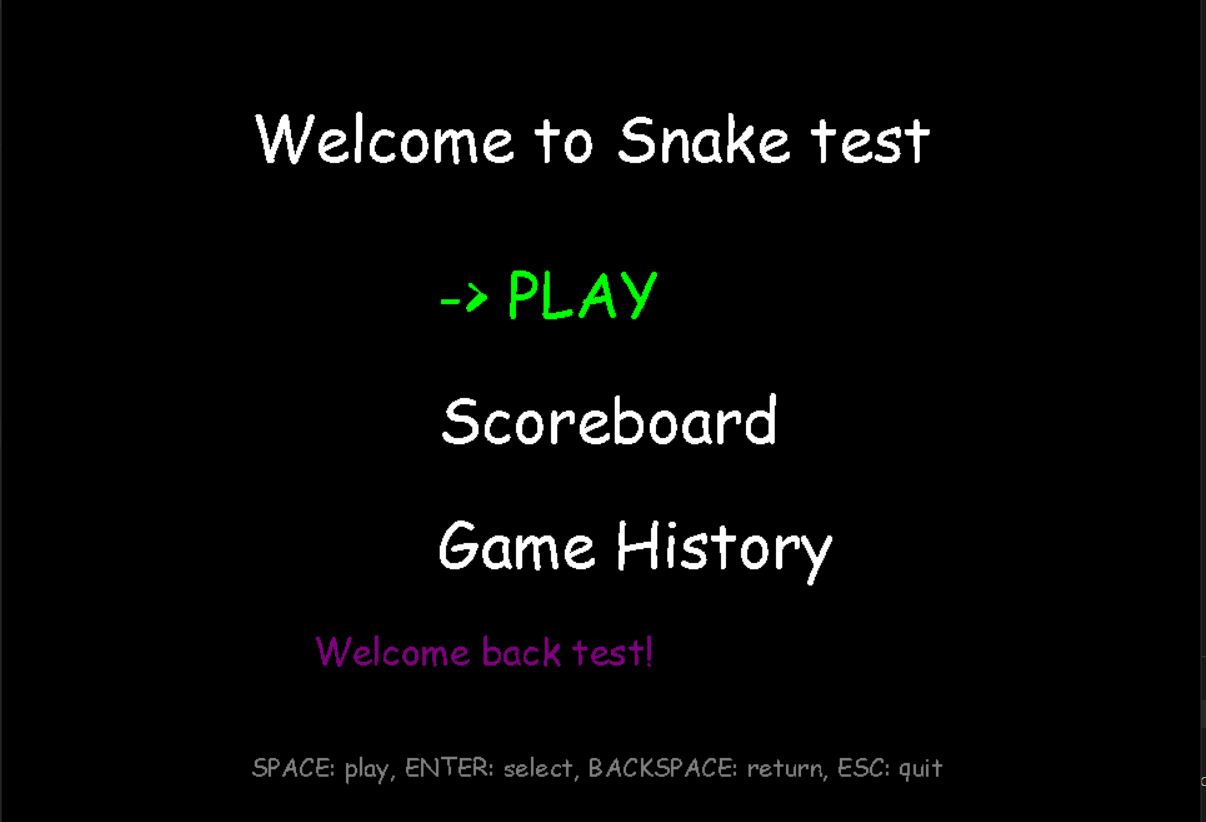 Welcome to Snake test
-> PLAY
Scoreboard
Game History
Welcome back test!
SPACE: play, ENTER: select, BACKSPACE: return, ESC: quit